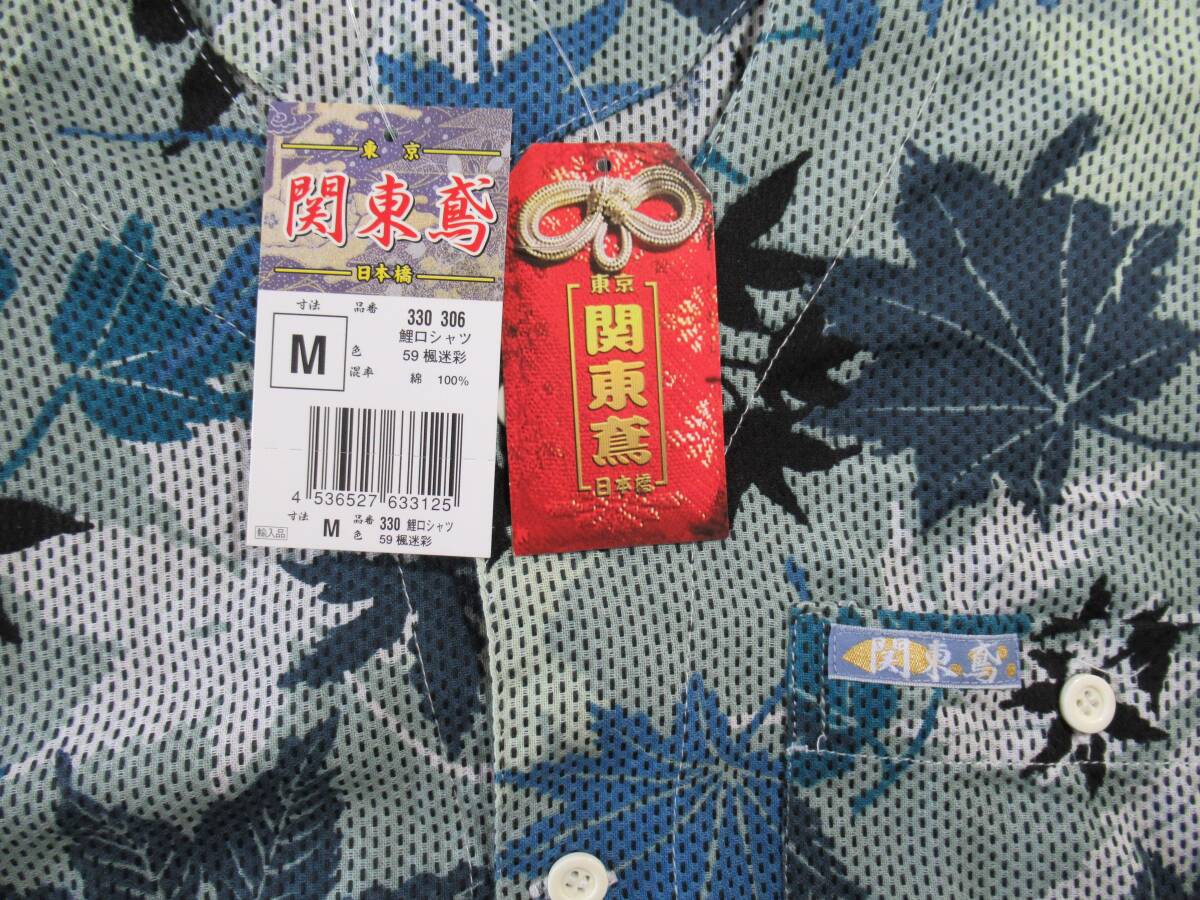 東京
関東鳶
日本橋
寸法 品番 330 306
M 鯉口シャツ
色 59 楓迷彩
混率 綿 100%
4 536527 633125
寸法 M 品番 330 鯉口シャツ
輸入品 色 59 楓迷彩
東京
関東鳶
日本橋
関東鳶